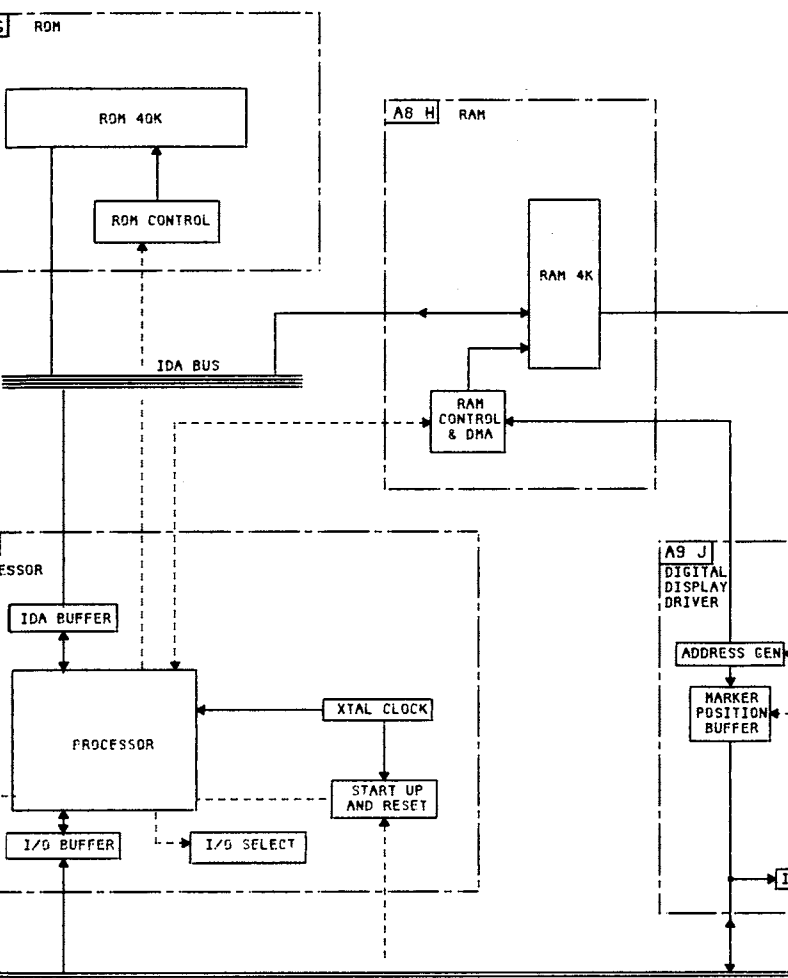 ROM
ROM 40K
ROM CONTROL
A8 H
RAM
RAM 4K
IDA BUS
RAM
CONTROL
& DMA
ESSOR
IDA BUFFER
PROCESSOR
XTAL CLOCK
START UP
AND RESET
I/O BUFFER
I/O SELECT
A9 J
DIGITAL
DISPLAY
DRIVER
ADDRESS GEN
MARKER
POSITION
BUFFER